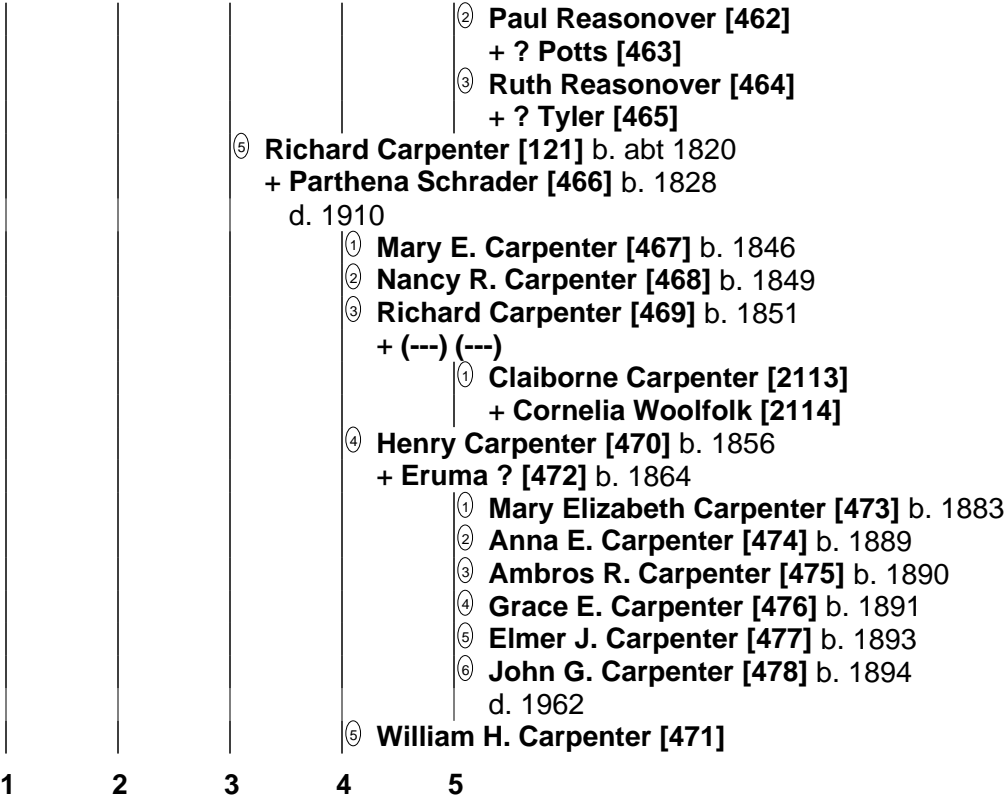 ② Paul Reasonover [462]
+ ? Potts [463]
③ Ruth Reasonover [464]
+ ? Tyler [465]
⑤ Richard Carpenter [121] b. abt 1820
+ Parthena Schrader [466] b. 1828
d. 1910
① Mary E. Carpenter [467] b. 1846
② Nancy R. Carpenter [468] b. 1849
③ Richard Carpenter [469] b. 1851
+ (---) (---)
① Claiborne Carpenter [2113]
+ Cornelia Woolfolk [2114]
④ Henry Carpenter [470] b. 1856
+ Eruma ? [472] b. 1864
① Mary Elizabeth Carpenter [473] b. 1883
② Anna E. Carpenter [474] b. 1889
③ Ambros R. Carpenter [475] b. 1890
④ Grace E. Carpenter [476] b. 1891
⑤ Elmer J. Carpenter [477] b. 1893
⑥ John G. Carpenter [478] b. 1894
d. 1962
⑤ William H. Carpenter [471]
1 2 3 4 5